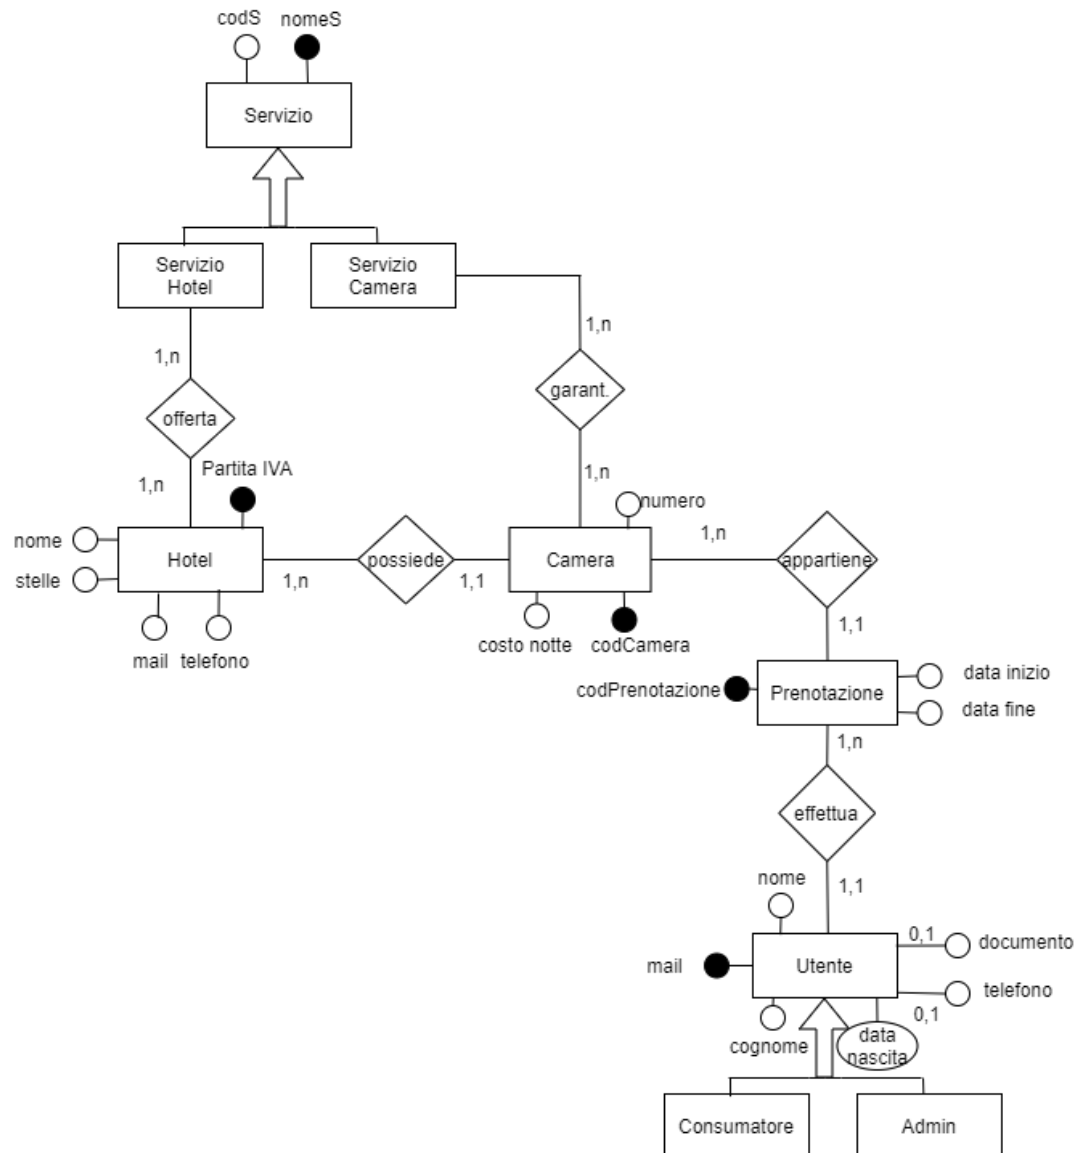 codS
nomeS
Servizio
Servizio
Hotel
Servizio
Camera
1,n
1,n
offerta
garant.
1,n
Partita IVA
1,n
numero
nome
stelle
Hotel
1,n
possiede
1,1
Camera
1,n
appartiene
mail
telefono
costo notte
codCamera
1,1
codPrenotazione
Prenotazione
data inizio
data fine
1,n
effettua
1,1
nome
mail
Utente
0,1
documento
telefono
0,1
cognome
data
nascita
Consumatore
Admin